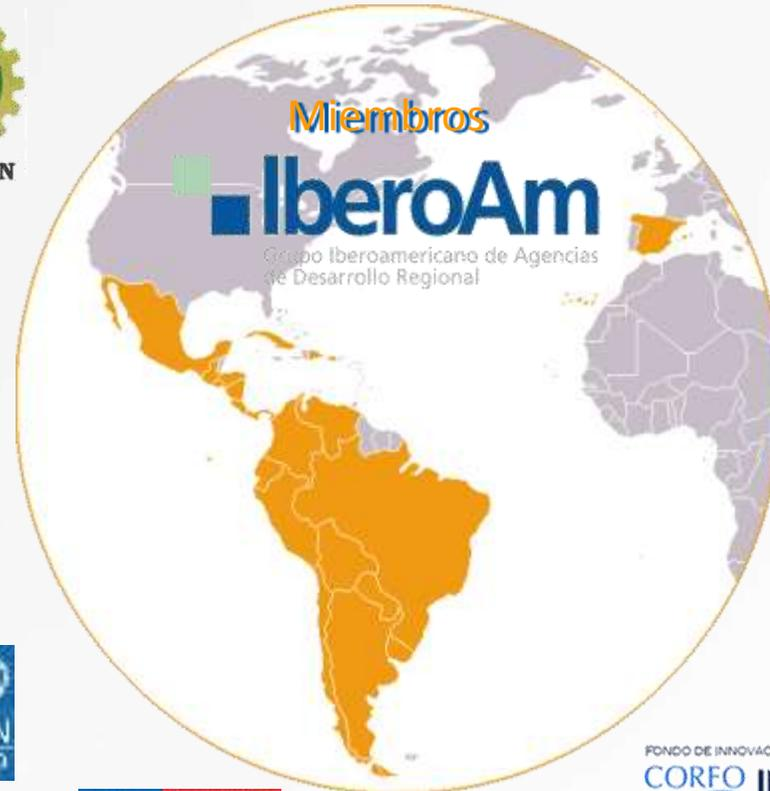 Miembros
IberoAm
Grupo Iberoamericano de Agencias
de Desarrollo Regional
N
FONDO DE INNOVAC
CORFO